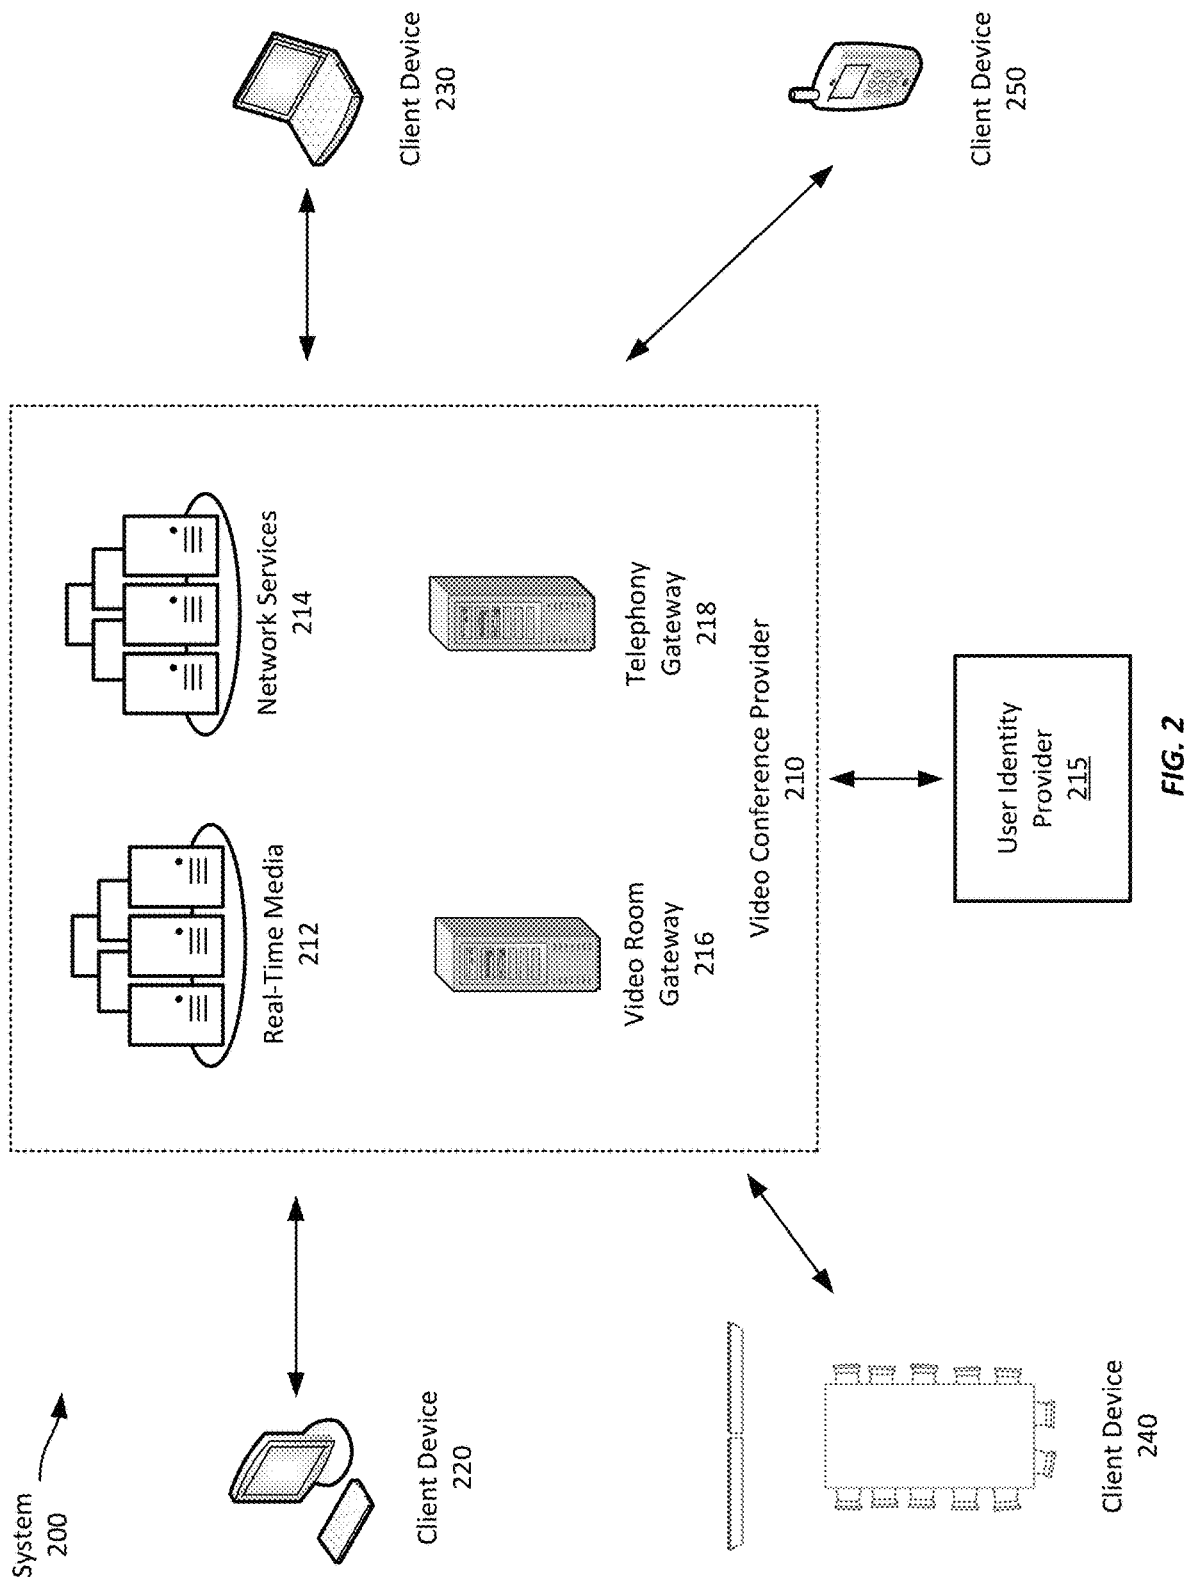 System
200
Real-Time Media
212
Network Services
214
Client Device
220
Client Device
230
Video Room
Gateway
216
Telephony
Gateway
218
Video Conference Provider
210
Client Device
240
User Identity
Provider
215
Client Device
250
FIG. 2